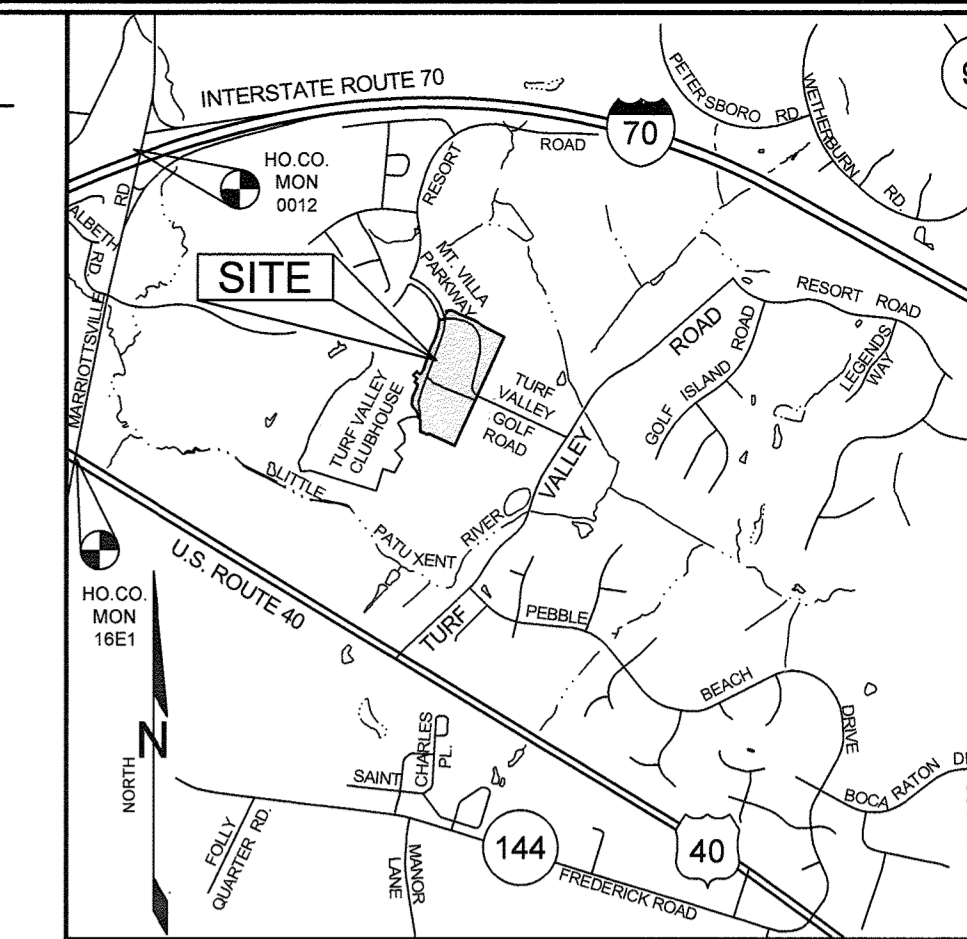 INTERSTATE ROUTE 70
PETERSBORO RD.
WETHERBURN RD.
9
70
ROAD
RESORT
HO.CO.
MON
0012
RD
ALBETH RD
MARRIOTTSVILLE
SITE
MT. VILLA
PARKWAY
RESORT ROAD
LEGENDS
WAY
ROAD
GOLF ISLAND ROAD
TURF
VALLEY
GOLF
ROAD
TURF VALLEY
CLUBHOUSE
VALLEY
LITTLE
PATUXENT
RIVER
U.S. ROUTE 40
HO.CO.
MON
16E1
TURF
PEBBLE
BEACH
DRIVE
N
NORTH
SAINT
CHARLES
PL.
BOCA RATON
FOLLY
QUARTER RD.
MANOR
LANE
144
40
FREDERICK ROAD